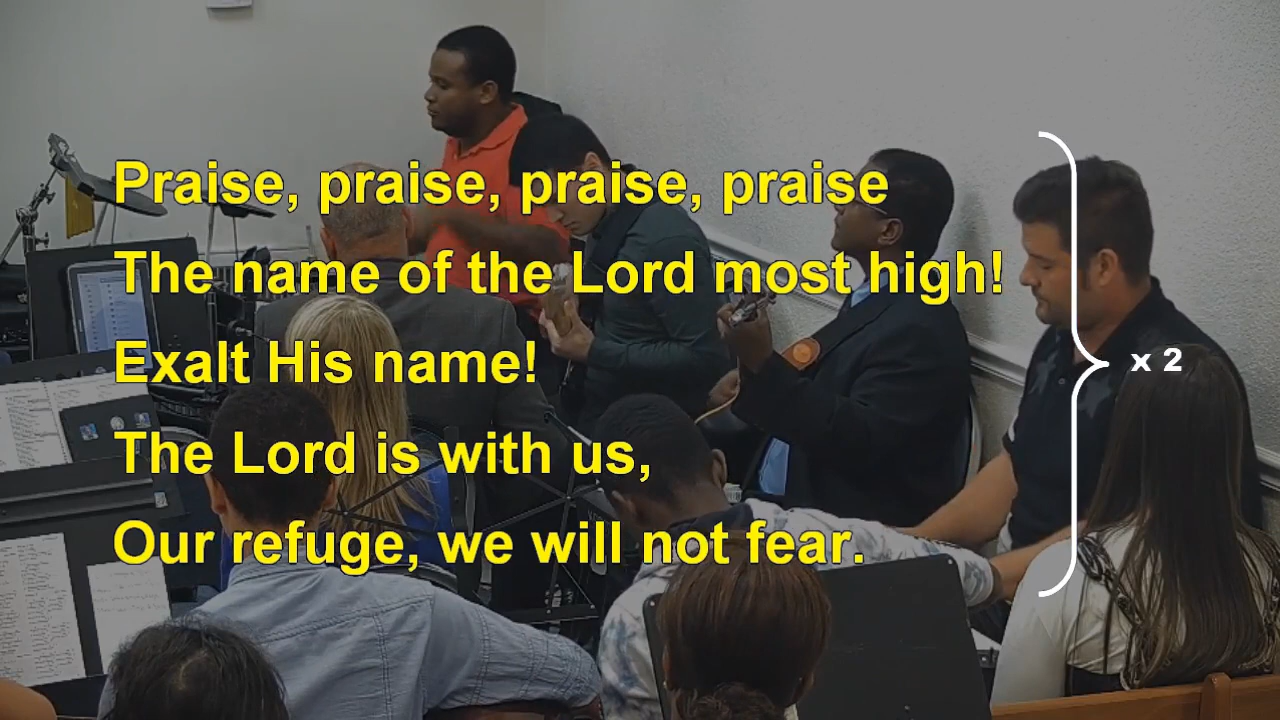 Praise, praise, praise, praise
The name of the Lord most high!
Exalt His name!
The Lord is with us,
Our refuge, we will not fear.
x 2